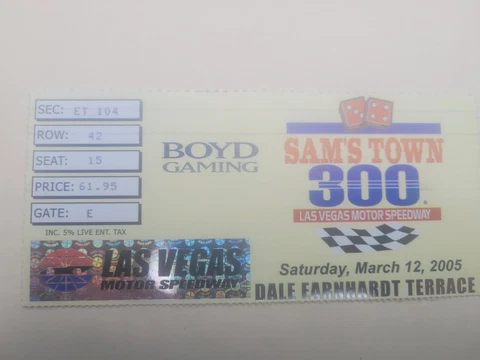 SEC: ET 104
ROW: 42
SEAT: 15
PRICE: 61.95
GATE: E
INC. 5% LIVE ENT. TAX
LAS VEGAS
MOTOR SPEEDWAY
BOYD
GAMING
SAM'S TOWN
300
LAS VEGAS MOTOR SPEEDWAY
Saturday, March 12, 2005
DALE EARNHARDT TERRACE